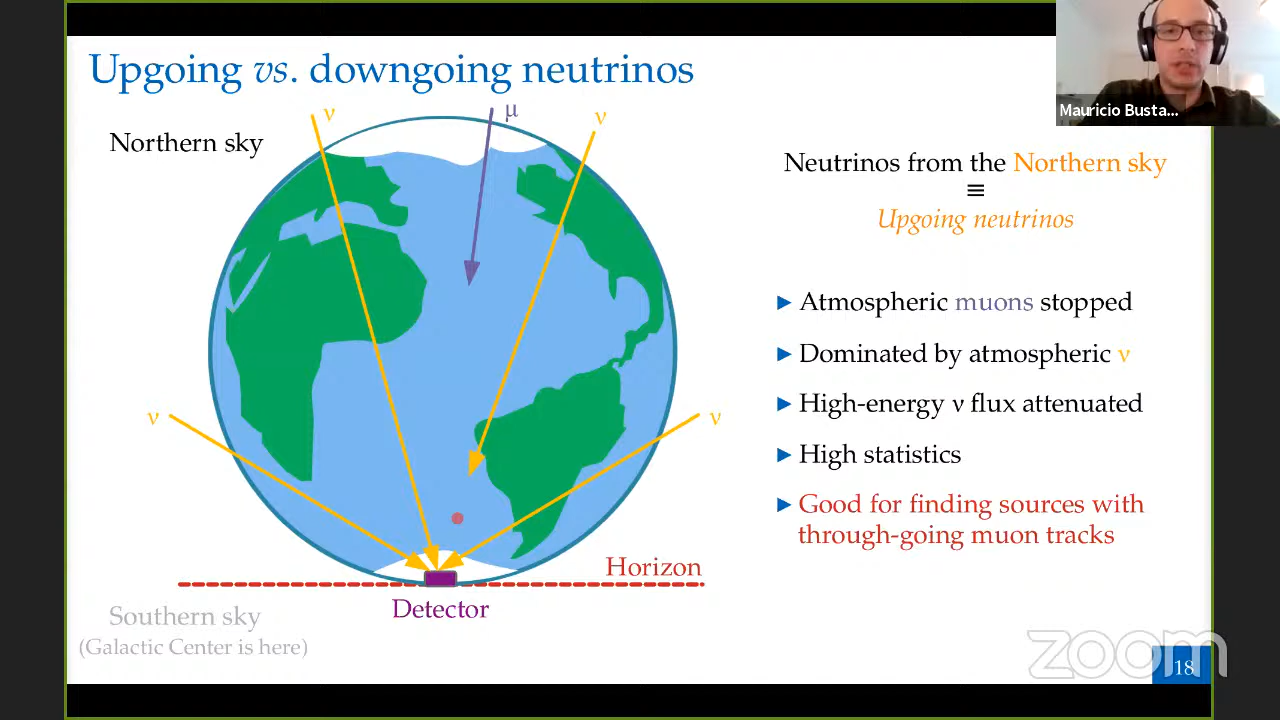 Upgoing vs. downgoing neutrinos
Mauricio Busta...
ν
μ
ν
Northern sky
Neutrinos from the Northern sky
≡
Upgoing neutrinos
Atmospheric muons stopped
Dominated by atmospheric ν
High-energy ν flux attenuated
ν
ν
High statistics
Good for finding sources with
through-going muon tracks
Horizon
Detector
Southern sky
(Galactic Center is here)
zoom
18